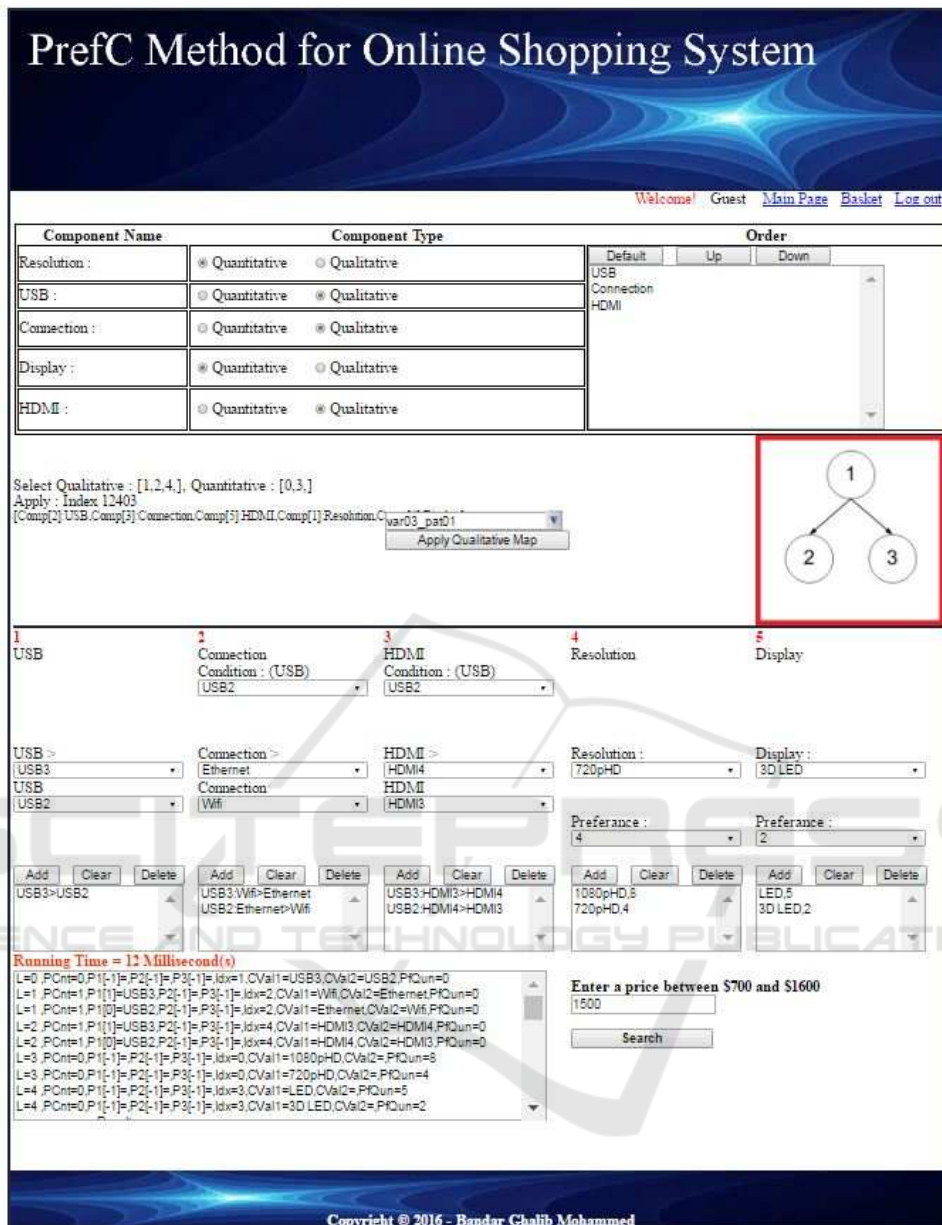 PrefC Method for Online Shopping System
Welcome! Guest Main Page Basket Log out
Component Name Component Type Order
Resolution : Quantitative Qualitative
USB : Quantitative Qualitative
Connection : Quantitative Qualitative
Display : Quantitative Qualitative
HDMI : Quantitative Qualitative
Default Up Down
USB
Connection
HDMI
Select Qualitative : [1,2,4,], Quantitative : [0,3,]
Apply : Index 12403
[Comp[2] USB,Comp[3] Connection,Comp[5] HDMI,Comp[1] Resolution,C
var03_pat01
Apply Qualitative Map
1
2 3
1 2 3 4 5
USB Connection HDMI Resolution Display
Condition : (USB) Condition : (USB)
USB2 USB2
USB > Connection > HDMI > Resolution : Display :
USB3 Ethernet HDMI4 720pHD 3D LED
USB Connection HDMI
USB2 Wifi HDMI3
Preferance : Preferance :
4 2
Add Clear Delete Add Clear Delete Add Clear Delete Add Clear Delete Add Clear Delete
USB3>USB2 USB3:Wifi>Ethernet USB3:HDMI3>HDMI4 1080pHD,8 LED,5
USB2:Ethernet>Wifi USB2:HDMI4>HDMI3 720pHD,4 3D LED,2
SCITEPRESS
SCIENCE AND TECHNOLOGY PUBLICATIONS
Running Time = 12 Millisecond(s)
L=0 ,PCnt=0,P1[-1]=,P2[-1]=,P3[-1]=,Idx=1,CVal1=USB3,CVal2=USB2,PfQun=0
L=1 ,PCnt=1,P1[1]=USB3,P2[-1]=,P3[-1]=,Idx=2,CVal1=Wifi,CVal2=Ethernet,PfQun=0
L=1 ,PCnt=1,P1[0]=USB2,P2[-1]=,P3[-1]=,Idx=2,CVal1=Ethernet,CVal2=Wifi,PfQun=0
L=2 ,PCnt=1,P1[1]=USB3,P2[-1]=,P3[-1]=,Idx=4,CVal1=HDMI3,CVal2=HDMI4,PfQun=0
L=2 ,PCnt=1,P1[0]=USB2,P2[-1]=,P3[-1]=,Idx=4,CVal1=HDMI4,CVal2=HDMI3,PfQun=0
L=3 ,PCnt=0,P1[-1]=,P2[-1]=,P3[-1]=,Idx=0,CVal1=1080pHD,CVal2=,PfQun=8
L=3 ,PCnt=0,P1[-1]=,P2[-1]=,P3[-1]=,Idx=0,CVal1=720pHD,CVal2=,PfQun=4
L=4 ,PCnt=0,P1[-1]=,P2[-1]=,P3[-1]=,Idx=3,CVal1=LED,CVal2=,PfQun=5
L=4 ,PCnt=0,P1[-1]=,P2[-1]=,P3[-1]=,Idx=3,CVal1=3D LED,CVal2=,PfQun=2
Enter a price between $700 and $1600
1500
Search
Copyright © 2016 - Bandar Ghalib Mohammed